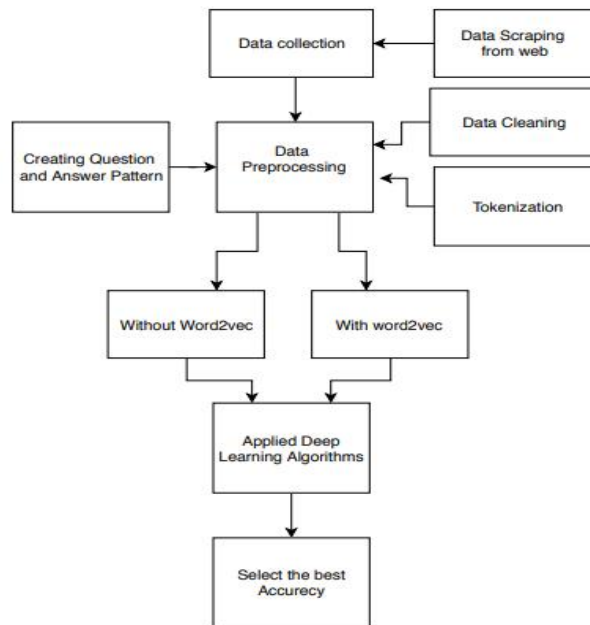 Data collection
Data Scraping
from web
Data Cleaning
Creating Question
and Answer Pattern
Data
Preprocessing
Tokenization
Without Word2vec
With word2vec
Applied Deep
Learning Algorithms
Select the best
Accurecy